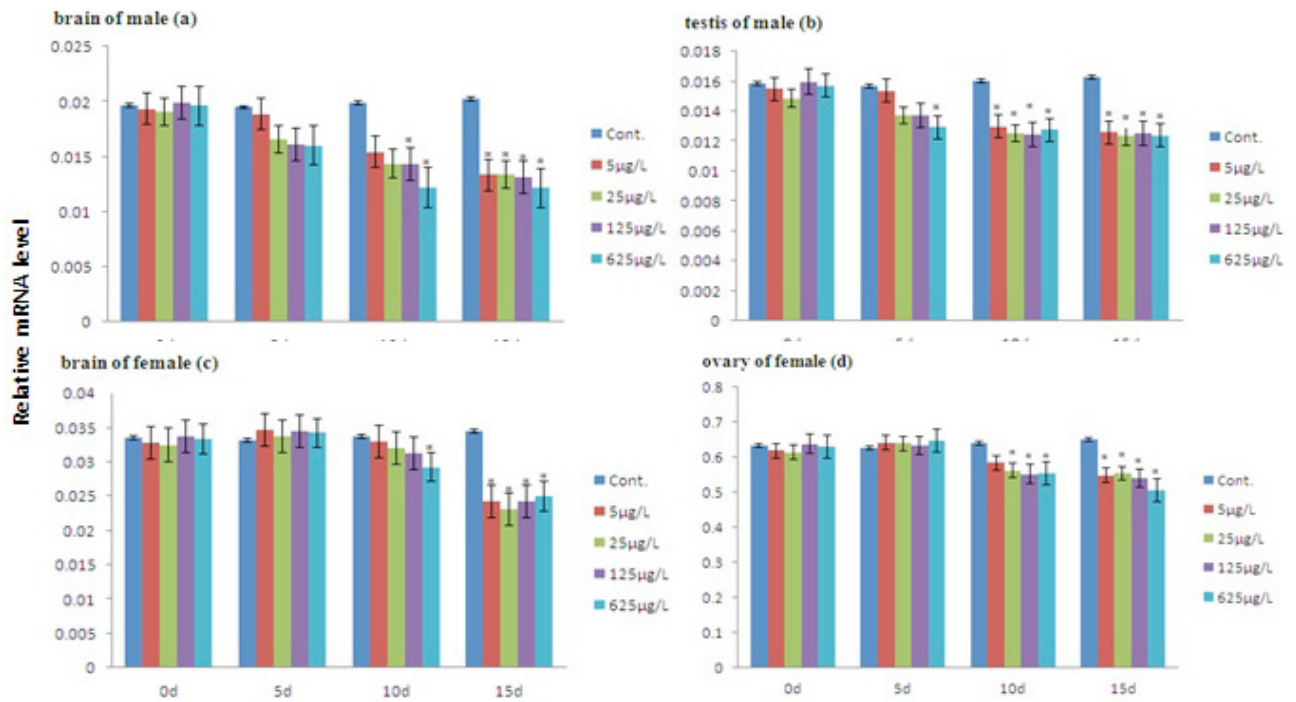 brain of male (a)
0.025
0.02
0.015
0.01
0.005
0
Cont.
5µg/L
25µg/L
125µg/L
625µg/L
testis of male (b)
0.018
0.016
0.014
0.012
0.01
0.008
0.006
0.004
0.002
0
Cont.
5µg/L
25µg/L
125µg/L
625µg/L
Relative mRNA level
brain of female (c)
0.04
0.035
0.03
0.025
0.02
0.015
0.01
0.005
0
0d 5d 10d 15d
Cont.
5µg/L
25µg/L
125µg/L
625µg/L
ovary of female (d)
0.8
0.7
0.6
0.5
0.4
0.3
0.2
0.1
0
0d 5d 10d 15d
Cont.
5µg/L
25µg/L
125µg/L
625µg/L